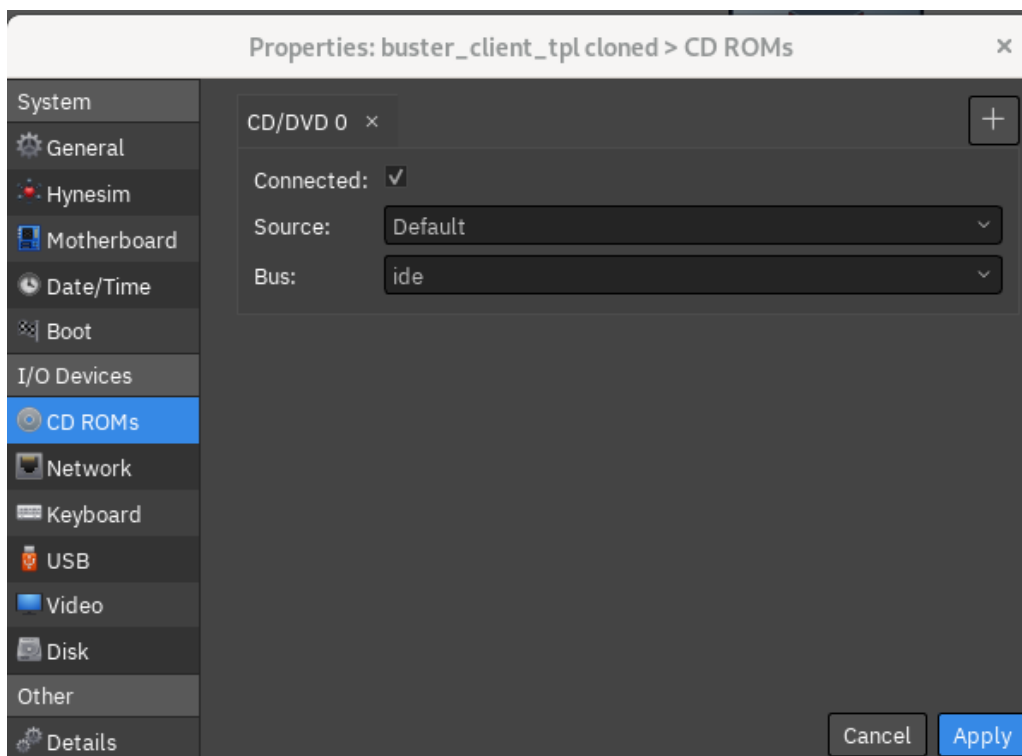 Properties: buster_client_tpl cloned > CD ROMs ×
System
General
Hynesim
Motherboard
Date/Time
Boot
I/O Devices
CD ROMs
Network
Keyboard
USB
Video
Disk
Other
Details
CD/DVD 0 × +
Connected: ✓
Source: Default
Bus: ide
Cancel Apply